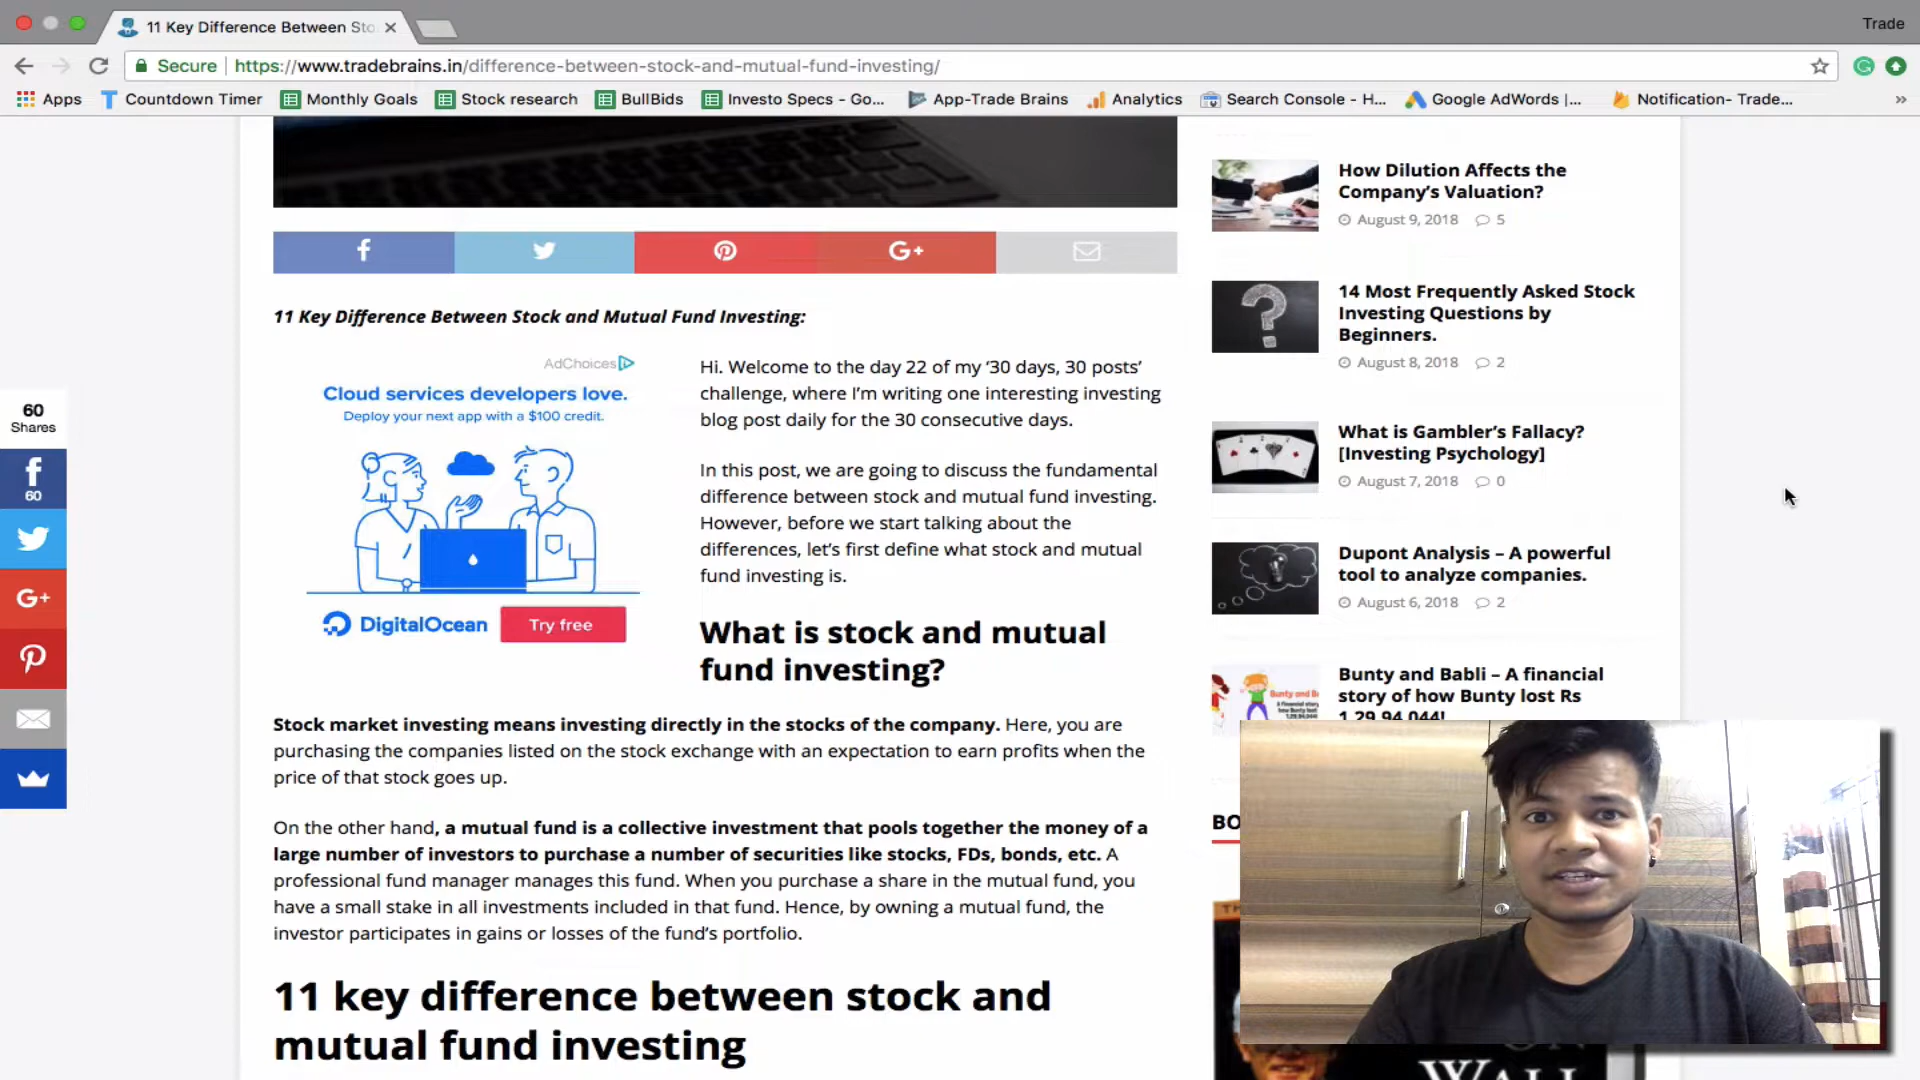 11 Key Difference Between Sto
Trade
Secure
https://www.tradebrains.in/difference-between-stock-and-mutual-fund-investing/
Apps
Countdown Timer
Monthly Goals
Stock research
BullBids
Investo Specs - Go...
App-Trade Brains
Analytics
Search Console - H...
Google AdWords |...
Notification- Trade...
»
60
Shares
60
11 Key Difference Between Stock and Mutual Fund Investing:
AdChoices
Cloud services developers love.
Deploy your next app with a $100 credit.
DigitalOcean
Try free
Hi. Welcome to the day 22 of my ‘30 days, 30 posts’
challenge, where I’m writing one interesting investing
blog post daily for the 30 consecutive days.
In this post, we are going to discuss the fundamental
difference between stock and mutual fund investing.
However, before we start talking about the
differences, let’s first define what stock and mutual
fund investing is.
What is stock and mutual
fund investing?
Stock market investing means investing directly in the stocks of the company. Here, you are
purchasing the companies listed on the stock exchange with an expectation to earn profits when the
price of that stock goes up.
On the other hand, a mutual fund is a collective investment that pools together the money of a
large number of investors to purchase a number of securities like stocks, FDs, bonds, etc. A
professional fund manager manages this fund. When you purchase a share in the mutual fund, you
have a small stake in all investments included in that fund. Hence, by owning a mutual fund, the
investor participates in gains or losses of the fund’s portfolio.
11 key difference between stock and
mutual fund investing
How Dilution Affects the
Company’s Valuation?
August 9, 2018 5
14 Most Frequently Asked Stock
Investing Questions by
Beginners.
August 8, 2018 2
What is Gambler’s Fallacy?
[Investing Psychology]
August 7, 2018 0
Dupont Analysis – A powerful
tool to analyze companies.
August 6, 2018 2
Bunty and Babli – A financial
story of how Bunty lost Rs
1,29,94,044!
BO
WALL